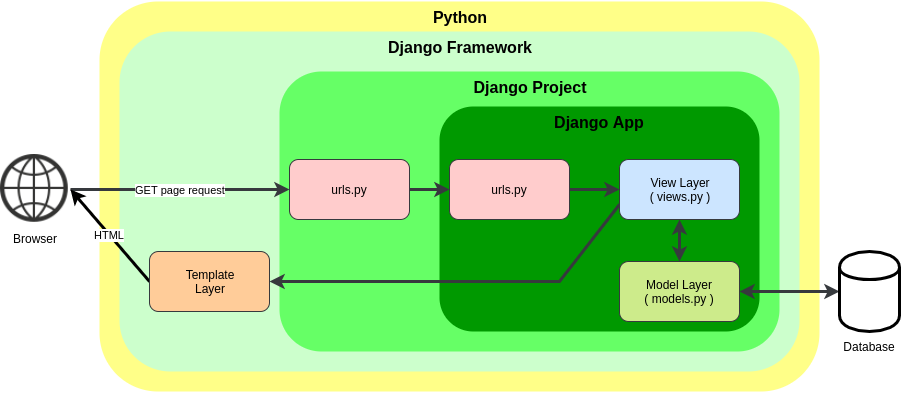 Python
Django Framework
Django Project
Django App
GET page request
urls.py
urls.py
View Layer
( views.py )
Browser
HTML
Template
Layer
Model Layer
( models.py )
Database